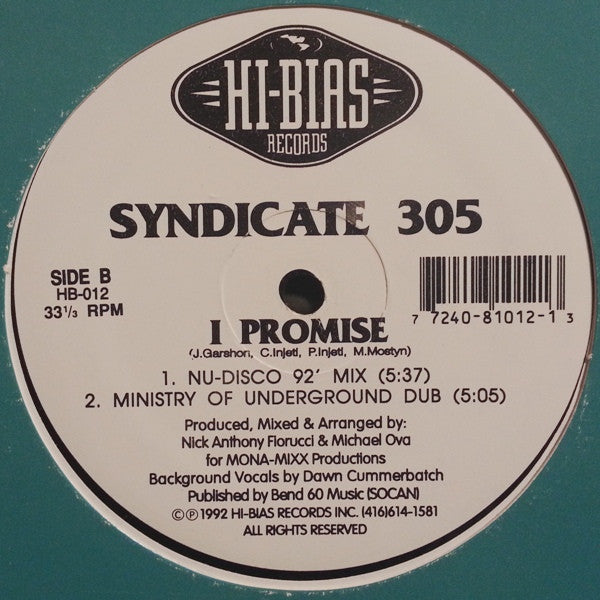 HI-BIAS
RECORDS
SYNDICATE 305
SIDE B
HB-012
33⅓ RPM
7 7240-81012-1 3
I PROMISE
(J.Garshon, C.Injeti, P.Injeti, M.Mostyn)
1. NU-DISCO 92' MIX (5:37)
2. MINISTRY OF UNDERGROUND DUB (5:05)
Produced, Mixed & Arranged by:
Nick Anthony Fiorucci & Michael Ova
for MONA-MIXX Productions
Background Vocals by Dawn Cummerbatch
Published by Bend 60 Music (SOCAN)
©℗1992 HI-BIAS RECORDS INC. (416)614-1581
ALL RIGHTS RESERVED